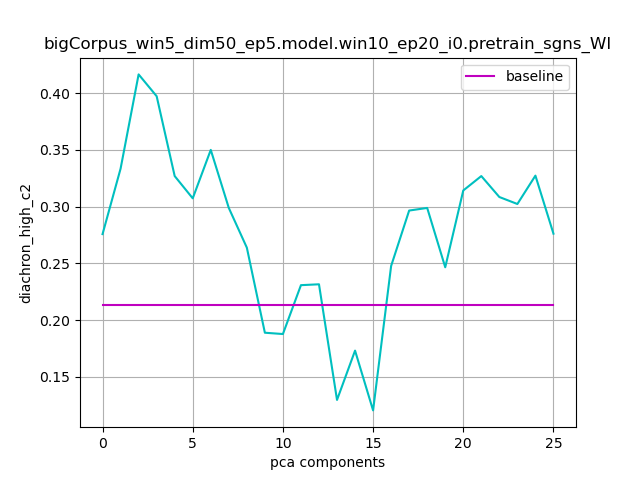 bigCorpus_win5_dim50_ep5.model.win10_ep20_i0.pretrain_sgns_WI
baseline
0.40
0.35
0.30
0.25
0.20
0.15
diachron_high_c2
0 5 10 15 20 25
pca components